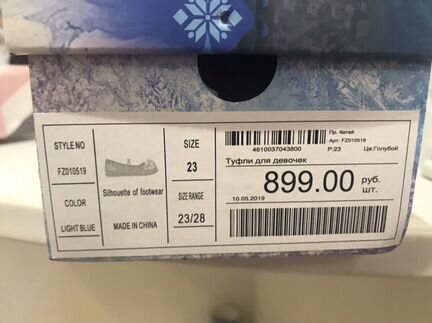 STYLE NO
FZ010519
COLOR
LIGHT BLUE
Silhouette of footwear
MADE IN CHINA
SIZE
23
SIZE RANGE
23/28
Пр. Китай
Арт: FZ010519
4610037043800 Р:23 Цв:Голубой
Туфли для девочек
899.00 руб.
шт.
10.05.2019